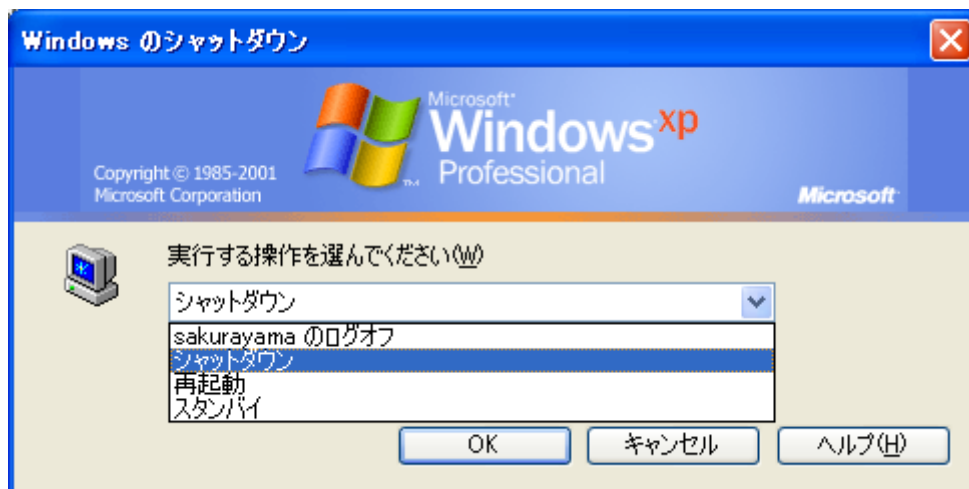 Windows のシャットダウン
Microsoft
Windows xp
Professional
Copyright © 1985-2001
Microsoft Corporation
Microsoft
実行する操作を選んでください(W)
シャットダウン
sakurayama のログオフ
シャットダウン
再起動
スタンバイ
OK
キャンセル
ヘルプ(H)